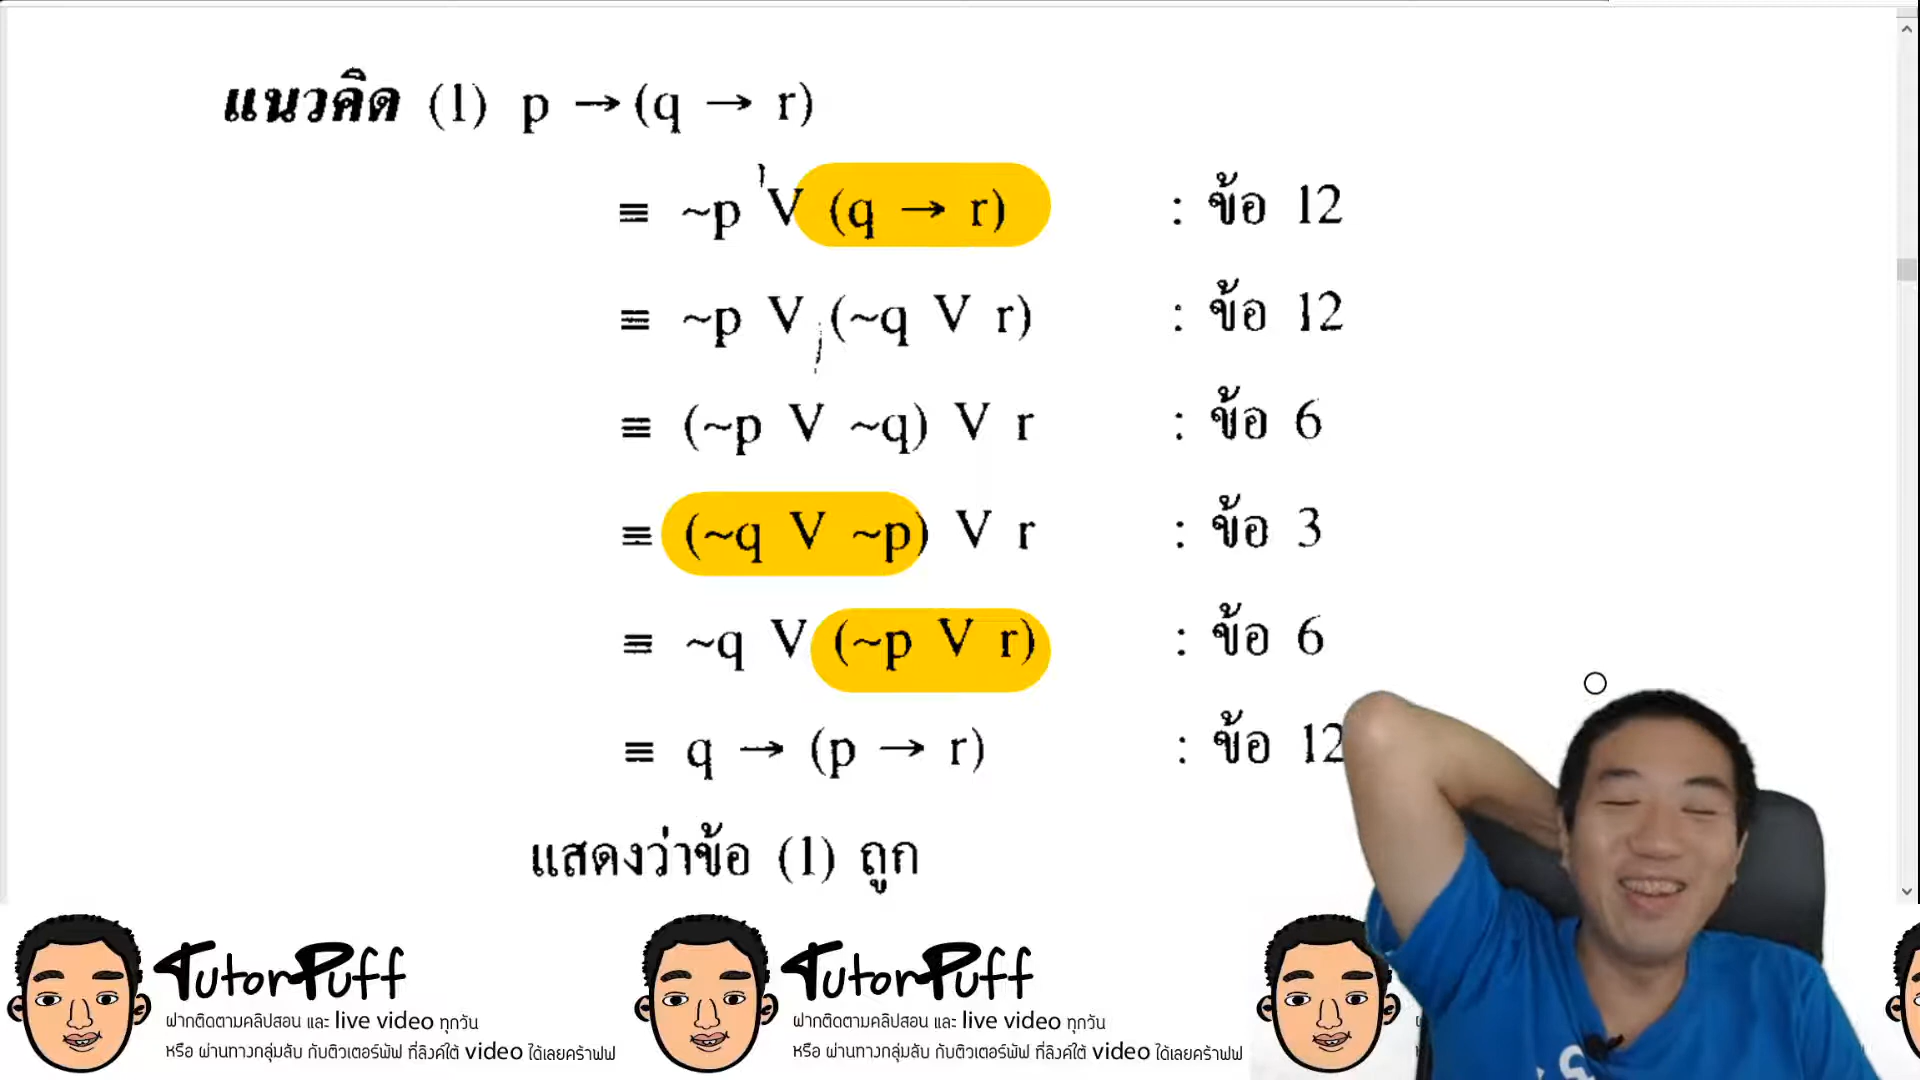 แนวคิด (1) p → (q → r)
≡ ~p V (q → r) : ข้อ 12
≡ ~p V (~q V r) : ข้อ 12
≡ (~p V ~q) V r : ข้อ 6
≡ (~q V ~p) V r : ข้อ 3
≡ ~q V (~p V r) : ข้อ 6
≡ q → (p → r) : ข้อ 12
แสดงว่าข้อ (1) ถูก
TutorPuff
ฝากติดตามคลิปสอน และ live video ทุกวัน
หรือ ผ่านทางกลุ่มลับ กับติวเตอร์พัฟ ที่ลิงค์ใต้ video ได้เลยคร้าฟฟ
TutorPuff
ฝากติดตามคลิปสอน และ live video ทุกวัน
หรือ ผ่านทางกลุ่มลับ กับติวเตอร์พัฟ ที่ลิงค์ใต้ video ได้เลยคร้าฟฟ